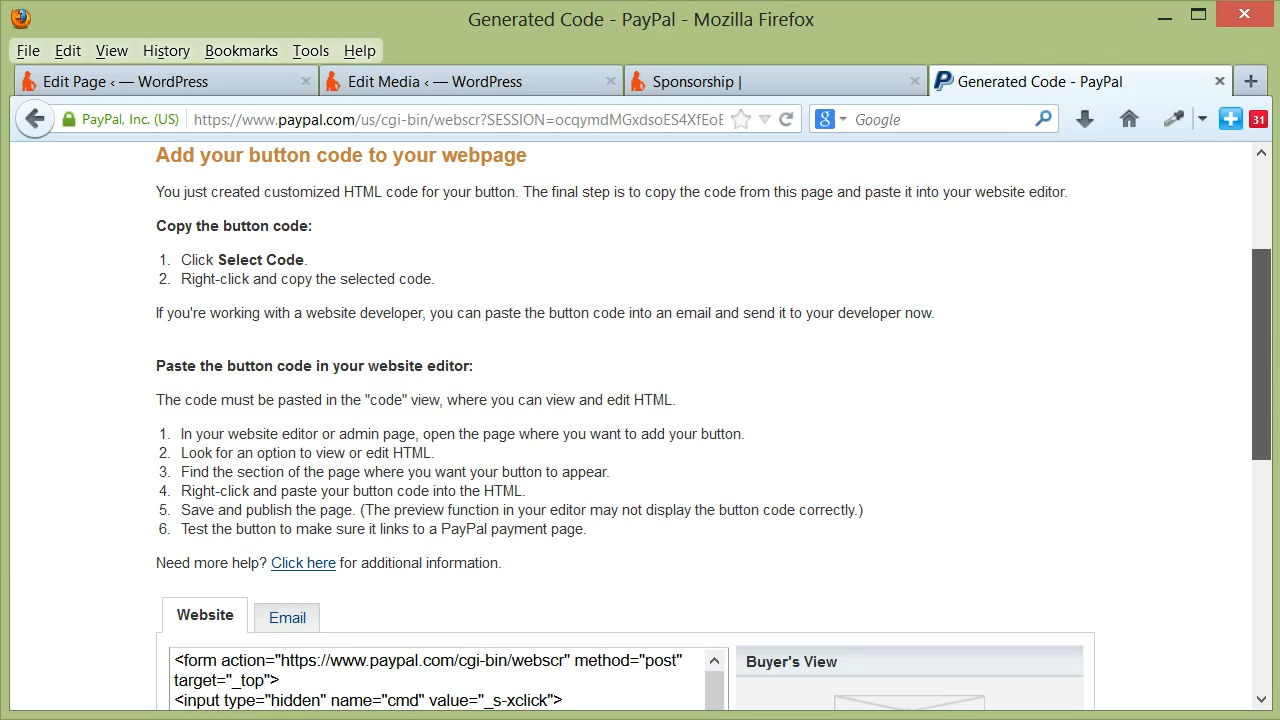 Generated Code - PayPal - Mozilla Firefox
File Edit View History Bookmarks Tools Help
Edit Page ‹ — WordPress
Edit Media ‹ — WordPress
Sponsorship |
Generated Code - PayPal
PayPal, Inc. (US)
https://www.paypal.com/us/cgi-bin/webscr?SESSION=ocqymdMGxdsoES4XfEoE
Google
31
Add your button code to your webpage
You just created customized HTML code for your button. The final step is to copy the code from this page and paste it into your website editor.
Copy the button code:
1. Click Select Code.
2. Right-click and copy the selected code.
If you're working with a website developer, you can paste the button code into an email and send it to your developer now.
Paste the button code in your website editor:
The code must be pasted in the "code" view, where you can view and edit HTML.
1. In your website editor or admin page, open the page where you want to add your button.
2. Look for an option to view or edit HTML.
3. Find the section of the page where you want your button to appear.
4. Right-click and paste your button code into the HTML.
5. Save and publish the page. (The preview function in your editor may not display the button code correctly.)
6. Test the button to make sure it links to a PayPal payment page.
Need more help? Click here for additional information.
Website
Email
<form action="https://www.paypal.com/cgi-bin/webscr" method="post"
target="_top">
<input type="hidden" name="cmd" value="_s-xclick">
Buyer's View